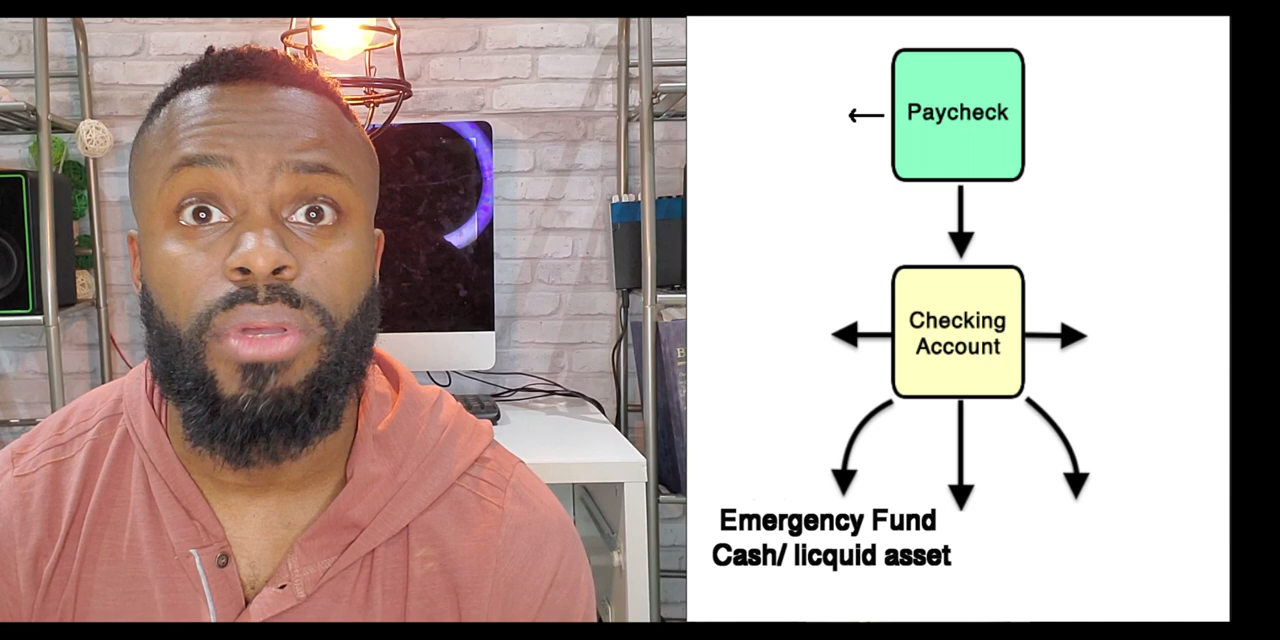 Paycheck
Checking
Account
Emergency Fund
Cash/ licquid asset